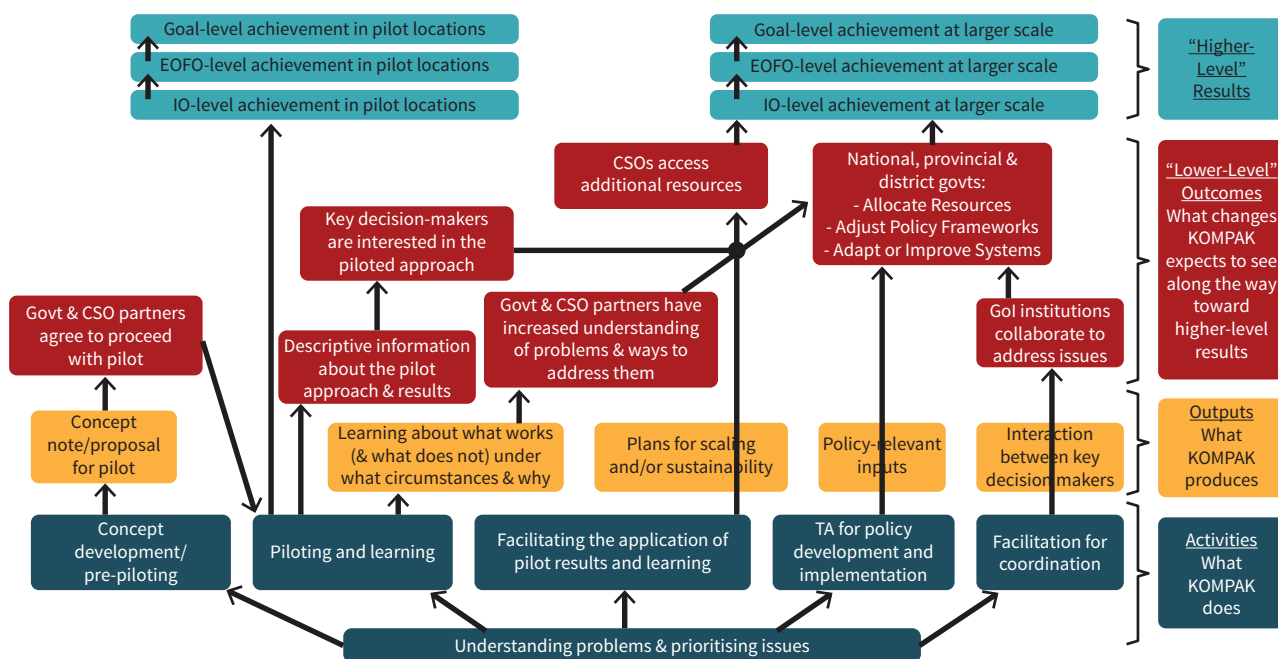 Goal-level achievement in pilot locations
EOFO-level achievement in pilot locations
IO-level achievement in pilot locations
Goal-level achievement at larger scale
EOFO-level achievement at larger scale
IO-level achievement at larger scale
“Higher-
Level”
Results
CSOs access
additional resources
National, provincial &
district govts:
- Allocate Resources
- Adjust Policy Frameworks
- Adapt or Improve Systems
Key decision-makers
are interested in the
piloted approach
Govt & CSO partners
agree to proceed
with pilot
Descriptive information
about the pilot
approach & results
Govt & CSO partners have
increased understanding
of problems & ways to
address them
GoI institutions
collaborate to
address issues
“Lower-Level”
Outcomes
What changes
KOMPAK
expects to see
along the way
toward
higher-level
results
Concept
note/proposal
for pilot
Learning about what works
(& what does not) under
what circumstances & why
Plans for scaling
and/or sustainability
Policy-relevant
inputs
Interaction
between key
decision makers
Outputs
What
KOMPAK
produces
Concept
development/
pre-piloting
Piloting and learning
Facilitating the application of
pilot results and learning
TA for policy
development and
implementation
Facilitation for
coordination
Activities
What
KOMPAK
does
Understanding problems & prioritising issues